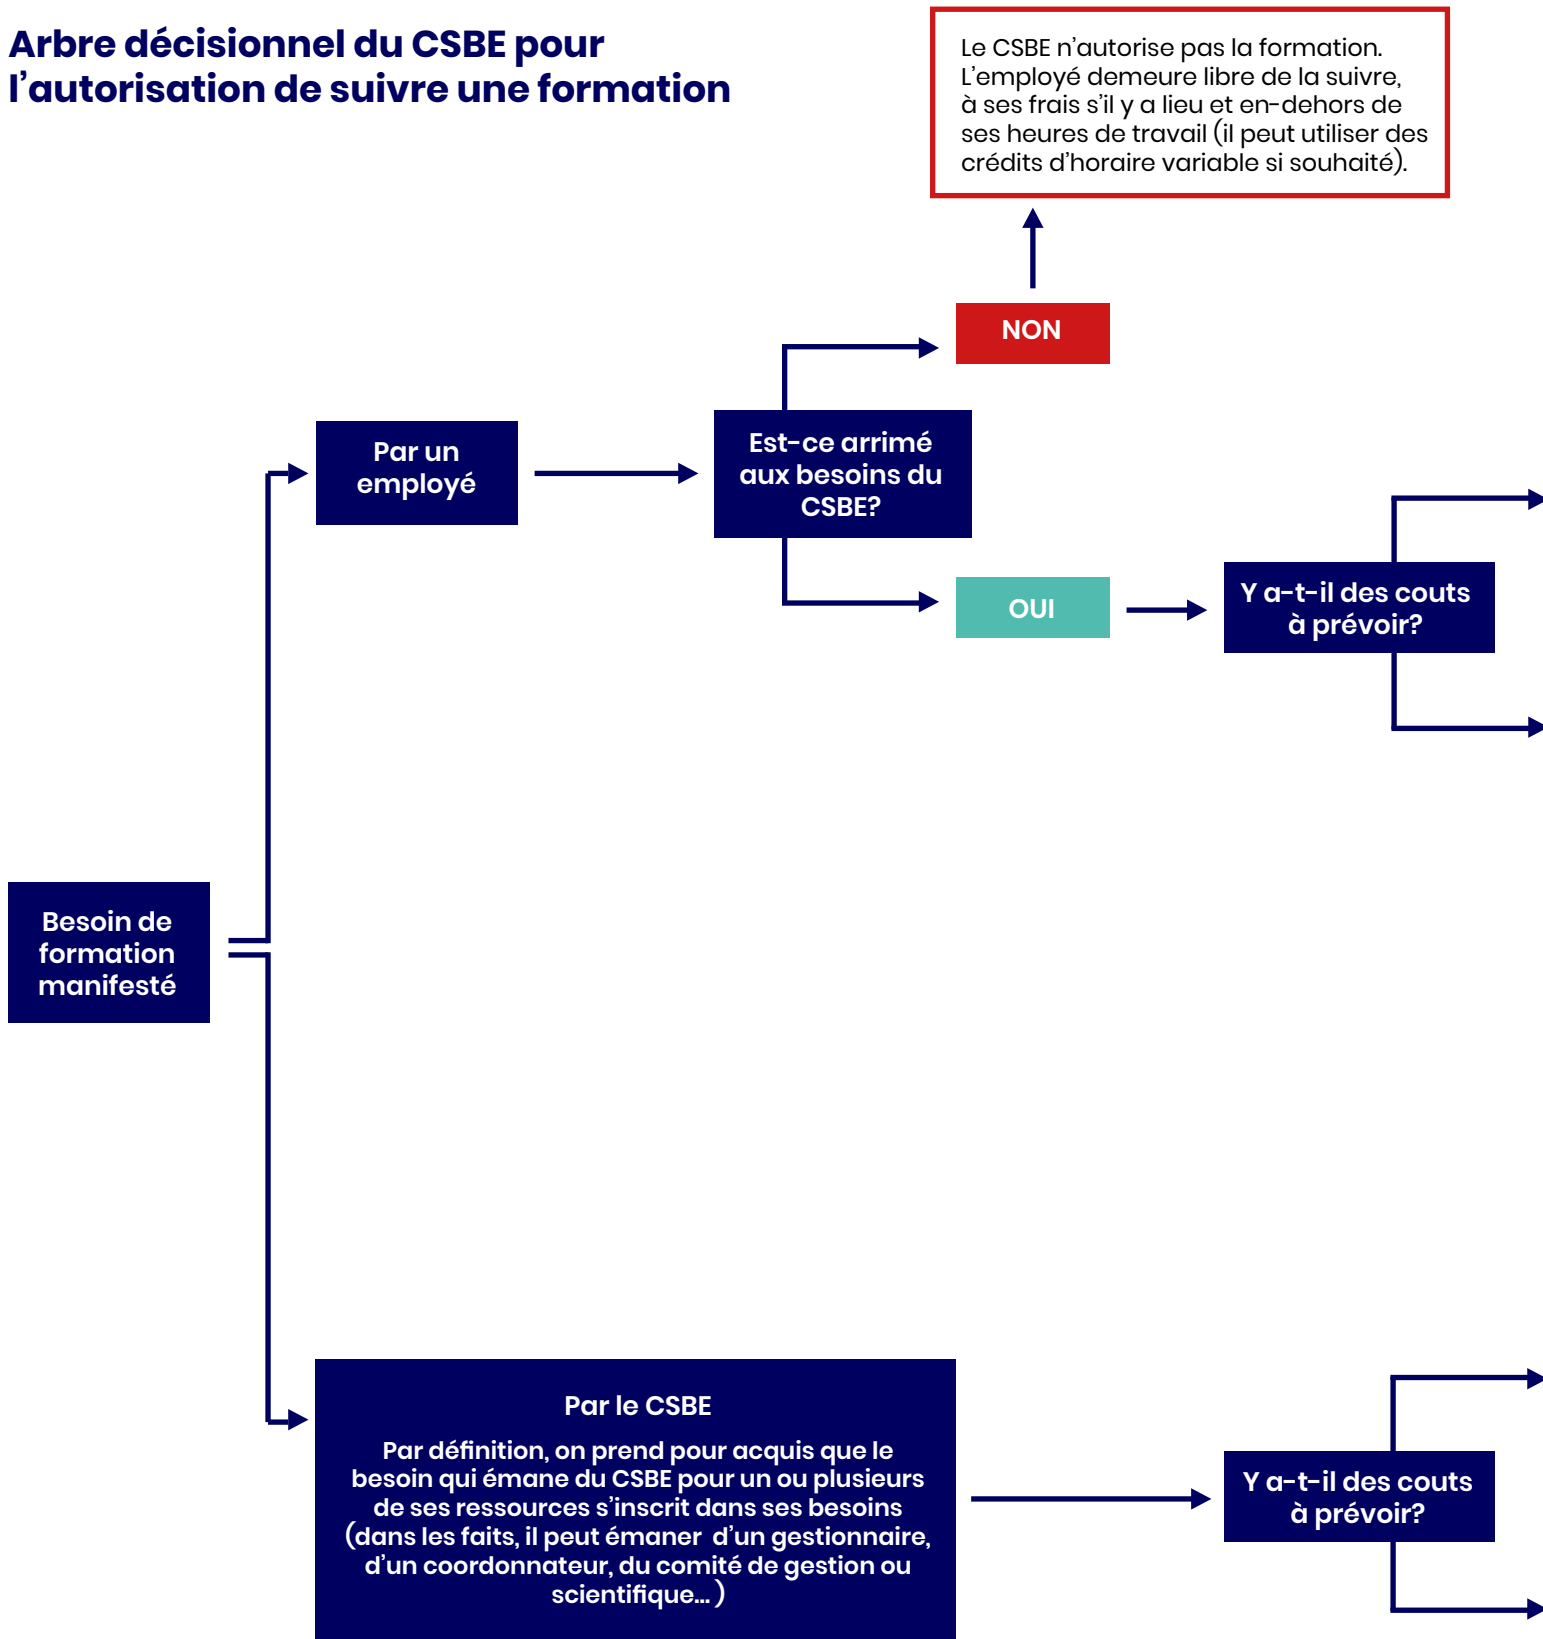 Arbre décisionnel du CSBE pour
l’autorisation de suivre une formation
Le CSBE n’autorise pas la formation.
L’employé demeure libre de la suivre,
à ses frais s’il y a lieu et en-dehors de
ses heures de travail (il peut utiliser des
crédits d’horaire variable si souhaité).
NON
Par un
employé
Est-ce arrimé
aux besoins du
CSBE?
OUI
Y a-t-il des couts
à prévoir?
Besoin de
formation
manifesté
Par le CSBE
Par définition, on prend pour acquis que le
besoin qui émane du CSBE pour un ou plusieurs
de ses ressources s’inscrit dans ses besoins
(dans les faits, il peut émaner d’un gestionnaire,
d’un coordonnateur, du comité de gestion ou
scientifique... )
Y a-t-il des couts
à prévoir?